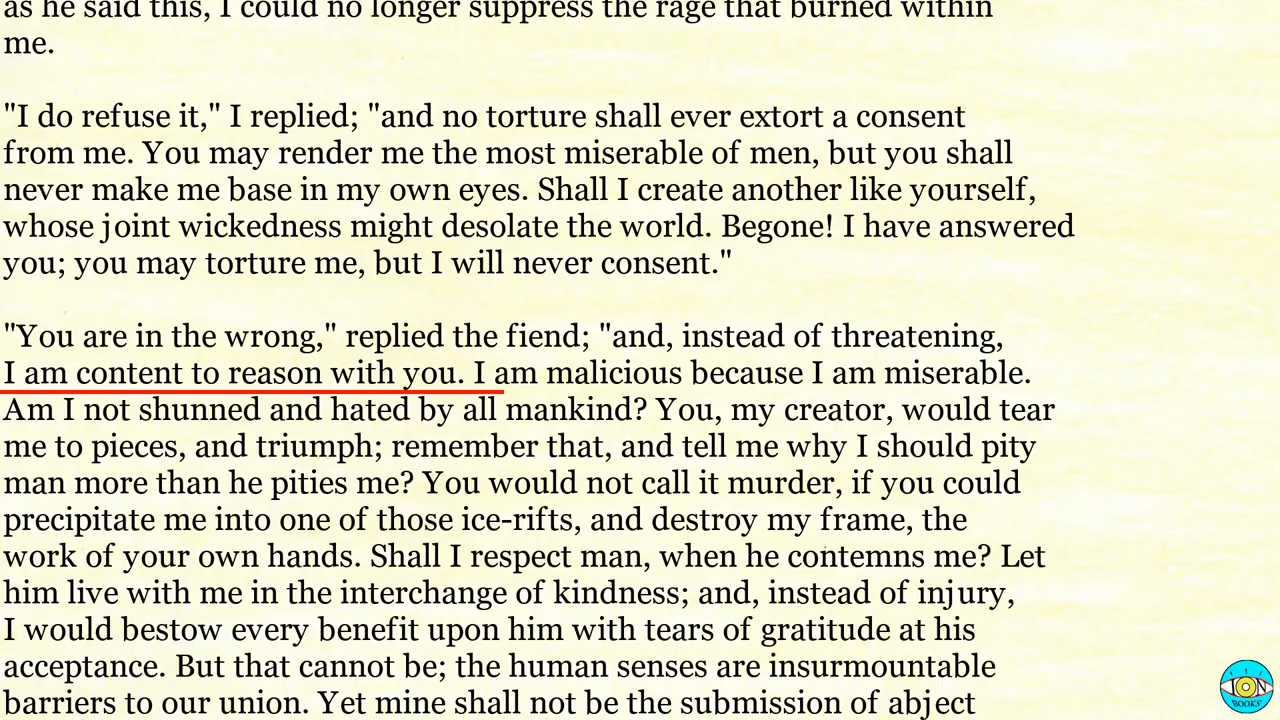 as he said this, I could no longer suppress the rage that burned within
me.
"I do refuse it," I replied; "and no torture shall ever extort a consent
from me. You may render me the most miserable of men, but you shall
never make me base in my own eyes. Shall I create another like yourself,
whose joint wickedness might desolate the world. Begone! I have answered
you; you may torture me, but I will never consent."
"You are in the wrong," replied the fiend; "and, instead of threatening,
I am content to reason with you. I am malicious because I am miserable.
Am I not shunned and hated by all mankind? You, my creator, would tear
me to pieces, and triumph; remember that, and tell me why I should pity
man more than he pities me? You would not call it murder, if you could
precipitate me into one of those ice-rifts, and destroy my frame, the
work of your own hands. Shall I respect man, when he contemns me? Let
him live with me in the interchange of kindness; and, instead of injury,
I would bestow every benefit upon him with tears of gratitude at his
acceptance. But that cannot be; the human senses are insurmountable
barriers to our union. Yet mine shall not be the submission of abject
ION
BOOKS